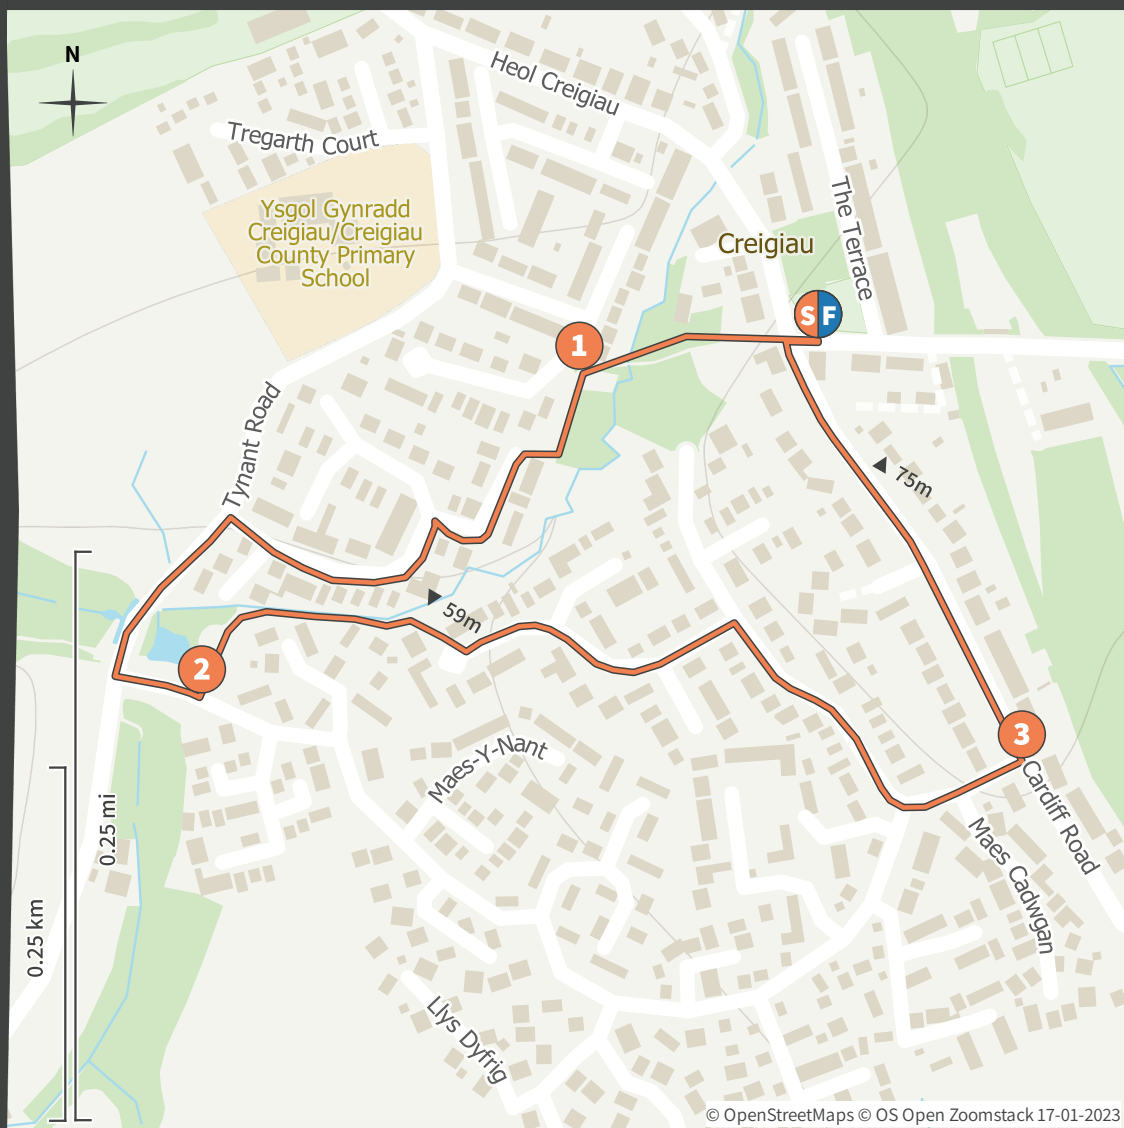 N
Heol Creigiau
Tregarth Court
The Terrace
Ysgol Gynradd
Creigiau/Creigiau
County Primary
School
Creigiau
S F
1
Tynant Road
75m
59m
2
3
Maes-Y-Nant
Cardiff Road
0.25 mi
Maes Cadwgan
0.25 km
Llys Dyfrig
© OpenStreetMaps © OS Open Zoomstack 17-01-2023